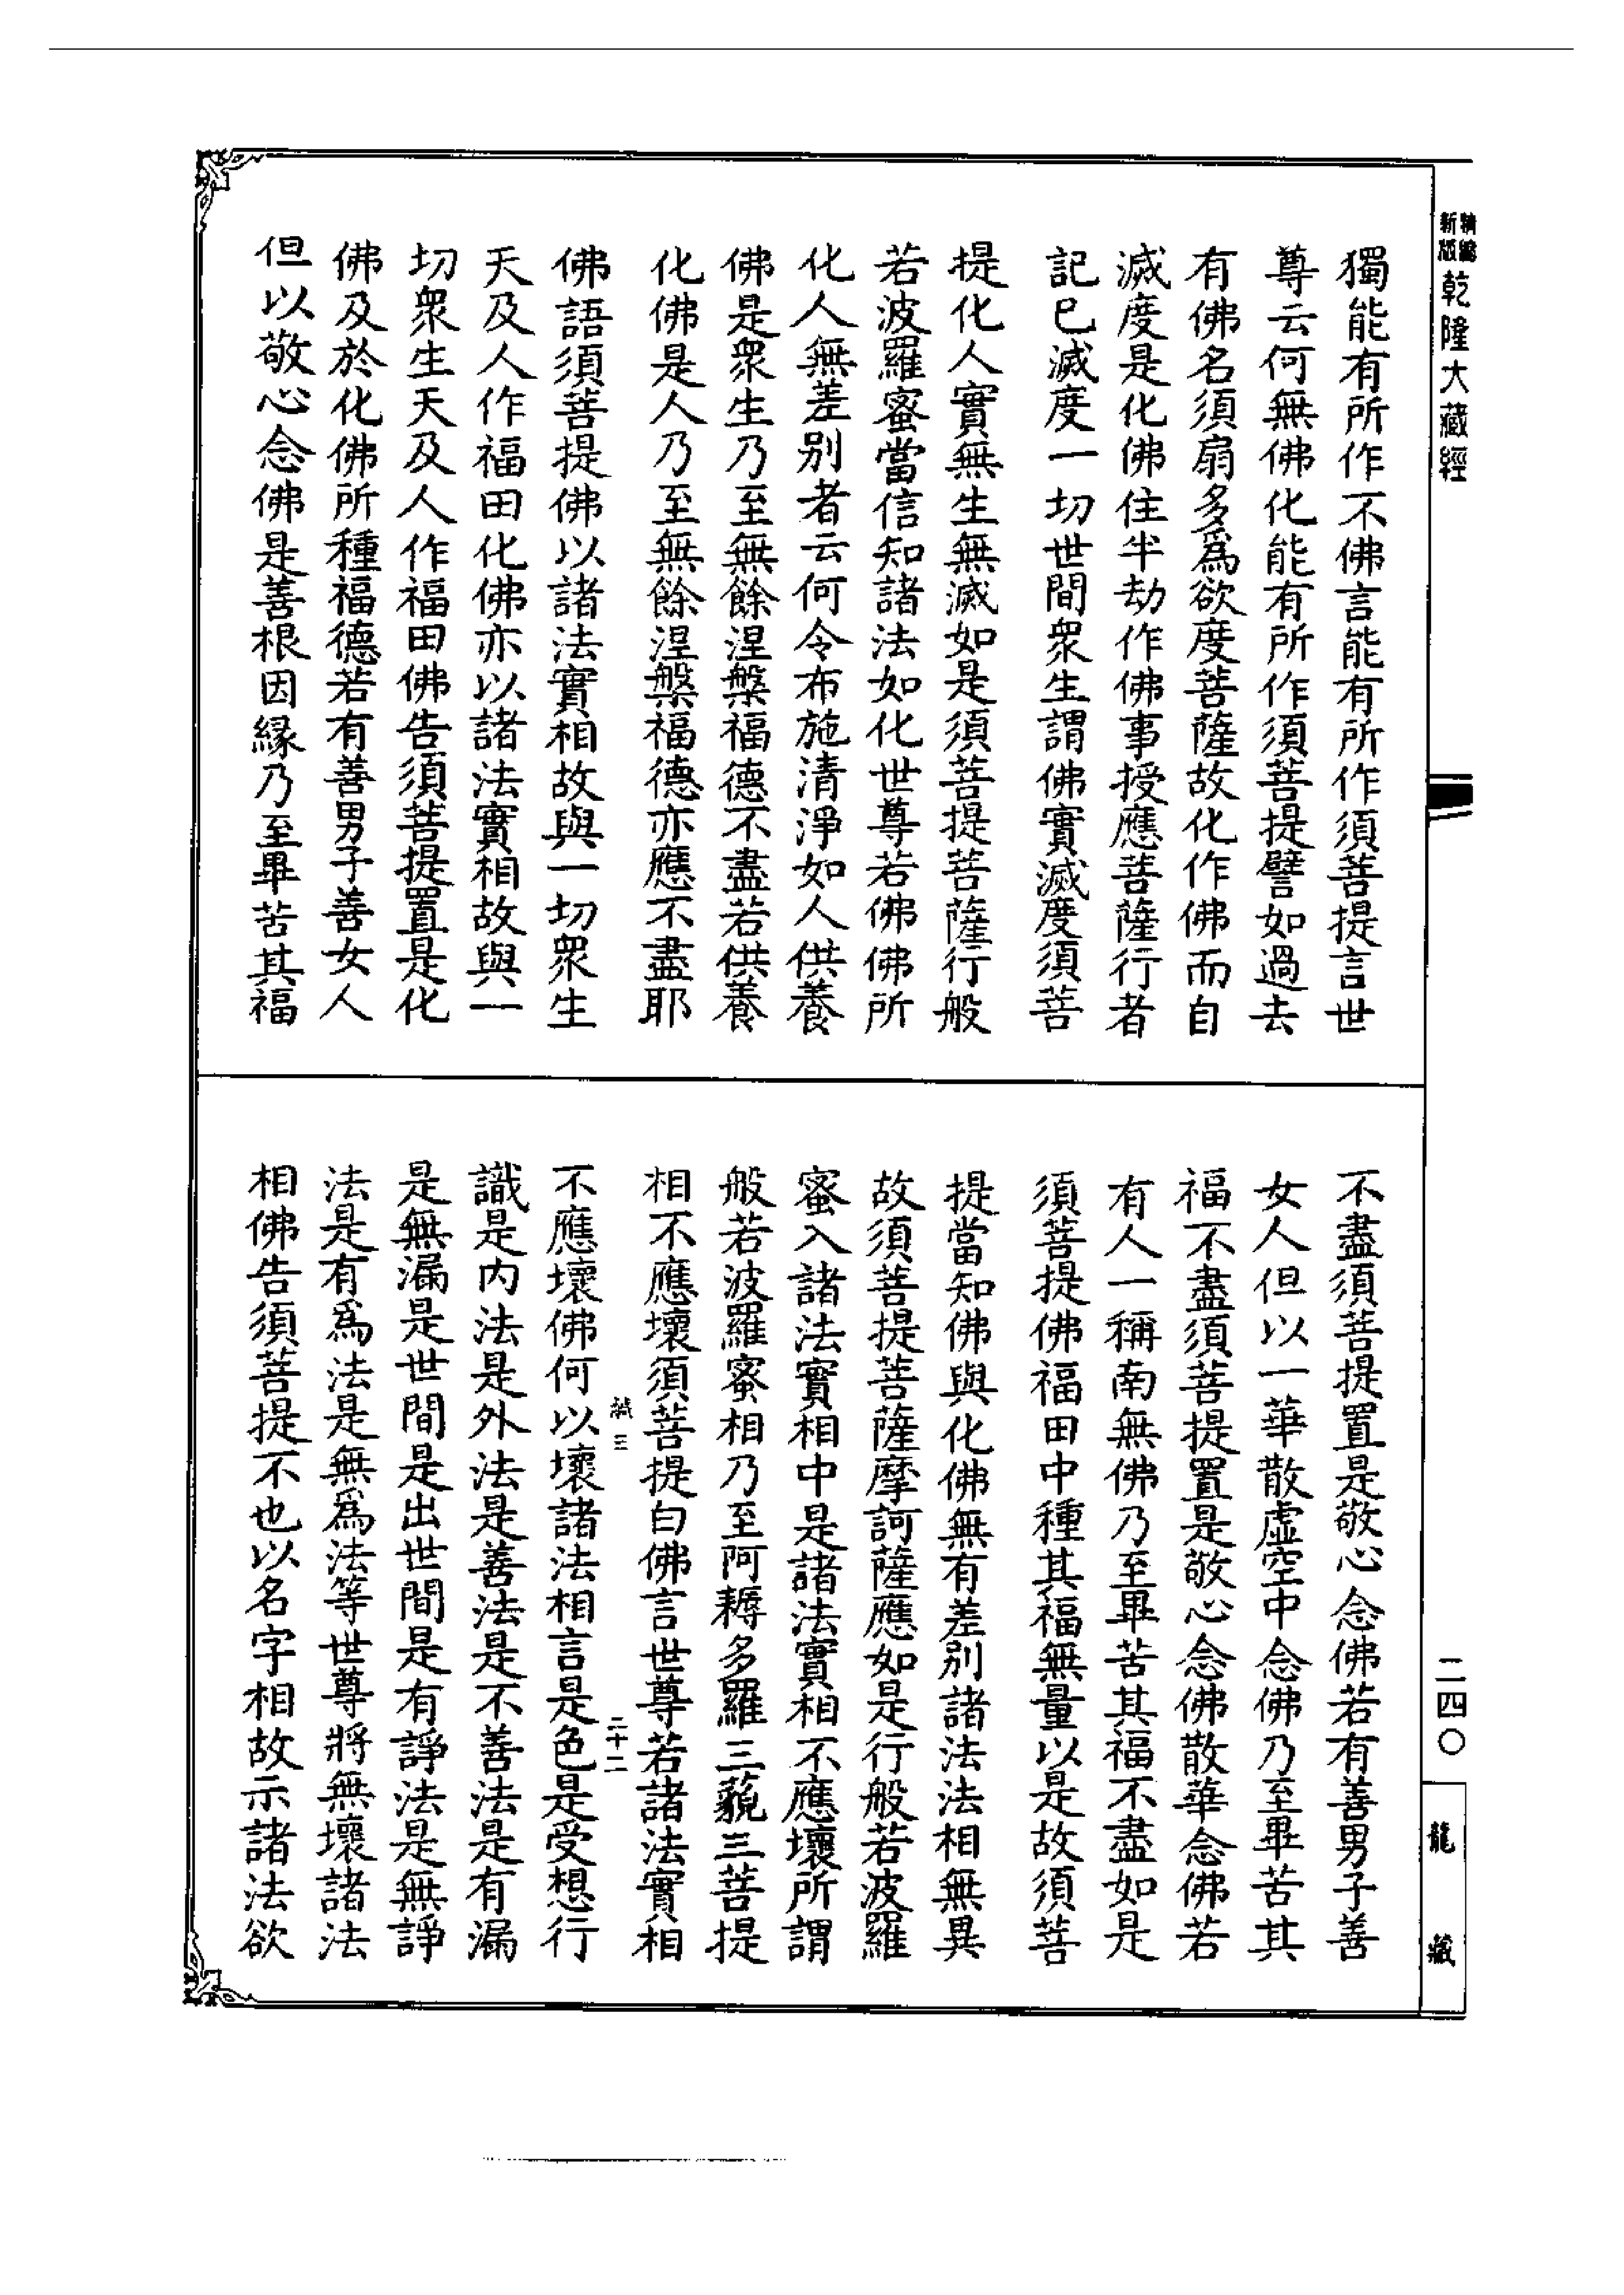 新編
新版
乾隆大藏經
獨能有所作不佛言能有所作須菩提言世
尊云何無佛化能有所作須菩提譬如過去
有佛名須扇多爲欲度菩薩故化作佛而自
滅度是化佛住半劫作佛事授應菩薩行者
記已滅度一切世間衆生謂佛實滅度須菩
提化人實無生無滅如是須菩提菩薩行般
若波羅蜜當信知諸法如化世尊若佛佛所
化人無差别者云何令布施清淨如人供養
佛是衆生乃至無餘涅槃福德不盡若供養
化佛是人乃至無餘涅槃福德亦應不盡耶
佛語須菩提佛以諸法實相故與一切衆生
天及人作福田化佛亦以諸法實相故與一
切衆生天及人作福田佛告須菩提置是化
佛及於化佛所種福德若有善男子善女人
但以敬心念佛是善根因縁乃至畢苦其福
不盡須菩提置是敬心念佛若有善男子善
女人但以一華散虛空中念佛乃至畢苦其
福不盡須菩提置是敬心念佛散華念佛若
有人一稱南無佛乃至畢苦其福不盡如是
須菩提佛福田中種其福無量以是故須菩
提當知佛與化佛無有差别諸法法相無異
故須菩提菩薩摩訶薩應如是行般若波羅
蜜入諸法實相中是諸法實相不應壞所謂
般若波羅蜜相乃至阿耨多羅三藐三菩提
相不應壞須菩提白佛言世尊若諸法實相
不應壞佛何以壞諸法相言是色是受想行
識是内法是外法是善法是不善法是有漏
是無漏是世間是出世間是有諍法是無諍
法是有爲法是無爲法等世尊將無壞諸法
相佛告須菩提不也以名字相故示諸法欲
二十二
二四〇
龍藏